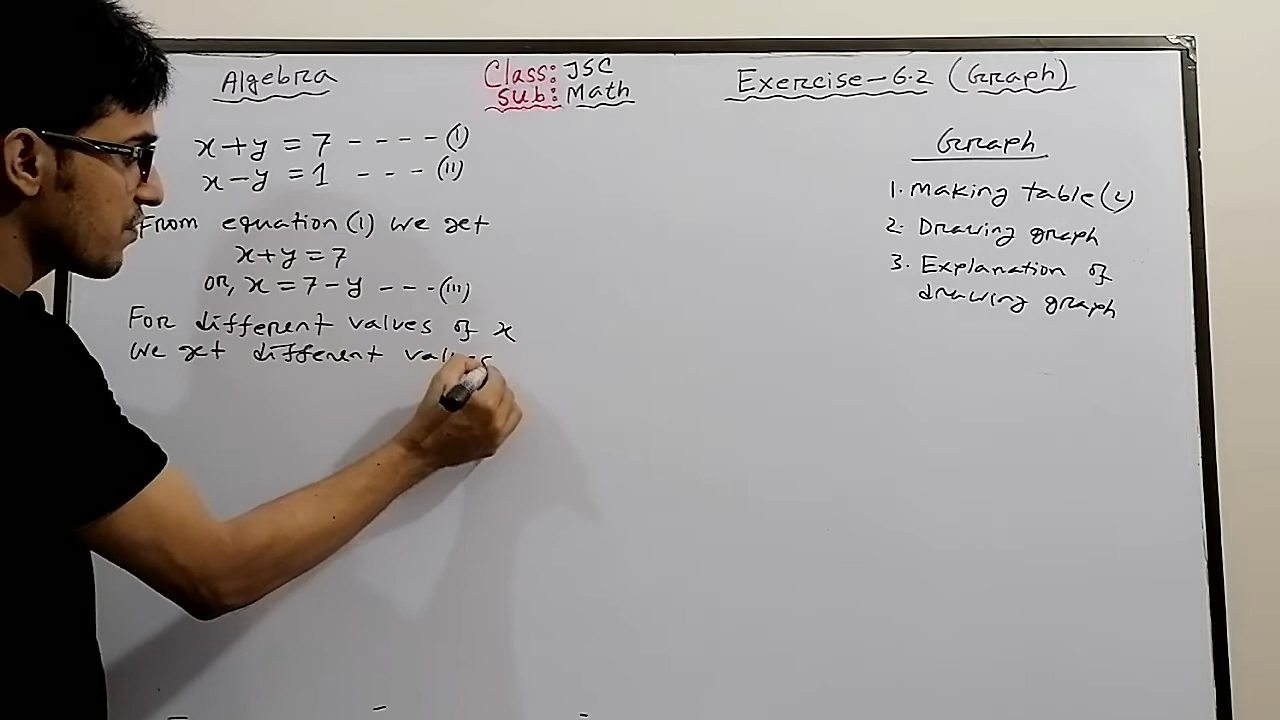 Algebra
Class: JSC
Sub: Math
Exercise-6.2 (Graph)
x+y = 7 ---- (i)
x-y = 1 --- (ii)
From equation (i) we get
x+y = 7
or, x = 7-y ---(iii)
For different values of x
we get different values
Graph
1. Making table(2)
2. Drawing graph
3. Explanation of
drawing graph